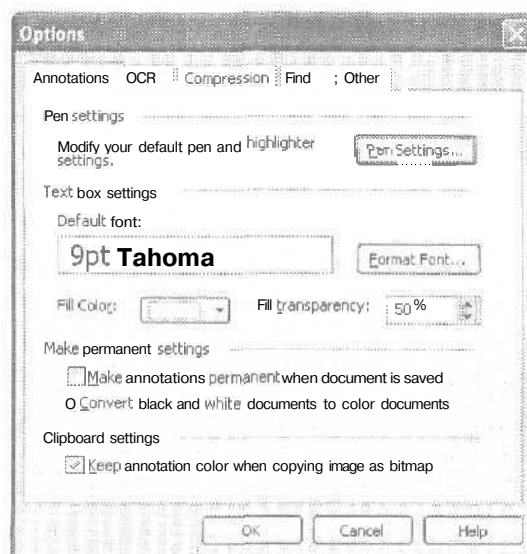 Options
Annotations OCR Compression Find ; Other
Pen settings
Modify your default pen and highlighter
settings.
Pen Settings...
Text box settings
Default font:
9pt Tahoma
Format Font...
Fill Color:
Fill transparency: 50%
Make permanent settings
Make annotations permanent when document is saved
O Convert black and white documents to color documents
Clipboard settings
Keep annotation color when copying image as bitmap
OK Cancel Help